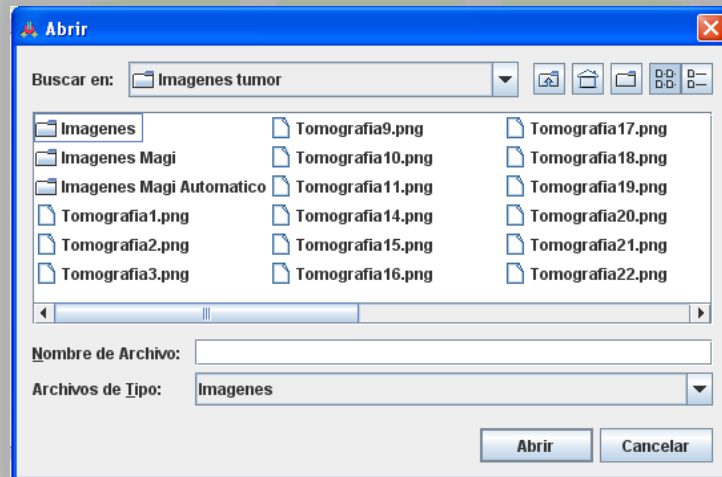 Abrir
Buscar en: Imagenes tumor
Imagenes
Imagenes Magi
Imagenes Magi Automatico
Tomografia1.png
Tomografia2.png
Tomografia3.png
Tomografia9.png
Tomografia10.png
Tomografia11.png
Tomografia14.png
Tomografia15.png
Tomografia16.png
Tomografia17.png
Tomografia18.png
Tomografia19.png
Tomografia20.png
Tomografia21.png
Tomografia22.png
Nombre de Archivo:
Archivos de Tipo: Imagenes
Abrir Cancelar